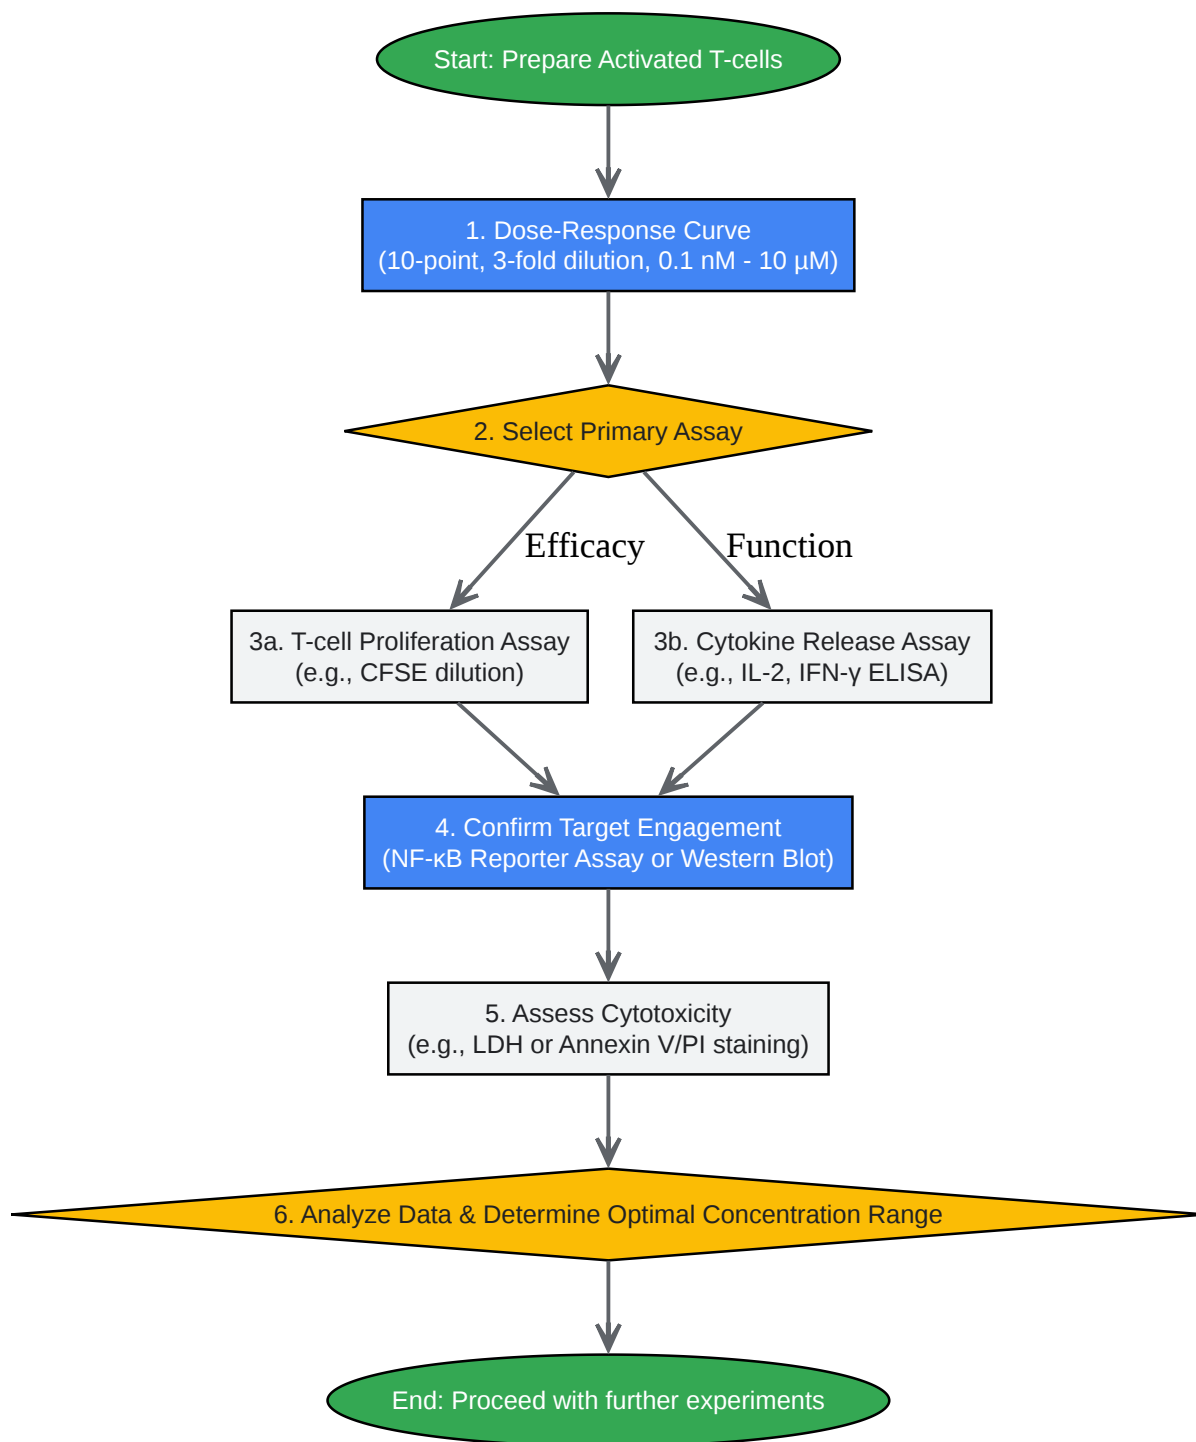 Start: Prepare Activated T-cells
1. Dose-Response Curve
(10-point, 3-fold dilution, 0.1 nM - 10 µM)
2. Select Primary Assay
Efficacy
Function
3a. T-cell Proliferation Assay
(e.g., CFSE dilution)
3b. Cytokine Release Assay
(e.g., IL-2, IFN-γ ELISA)
4. Confirm Target Engagement
(NF-κB Reporter Assay or Western Blot)
5. Assess Cytotoxicity
(e.g., LDH or Annexin V/PI staining)
6. Analyze Data & Determine Optimal Concentration Range
End: Proceed with further experiments